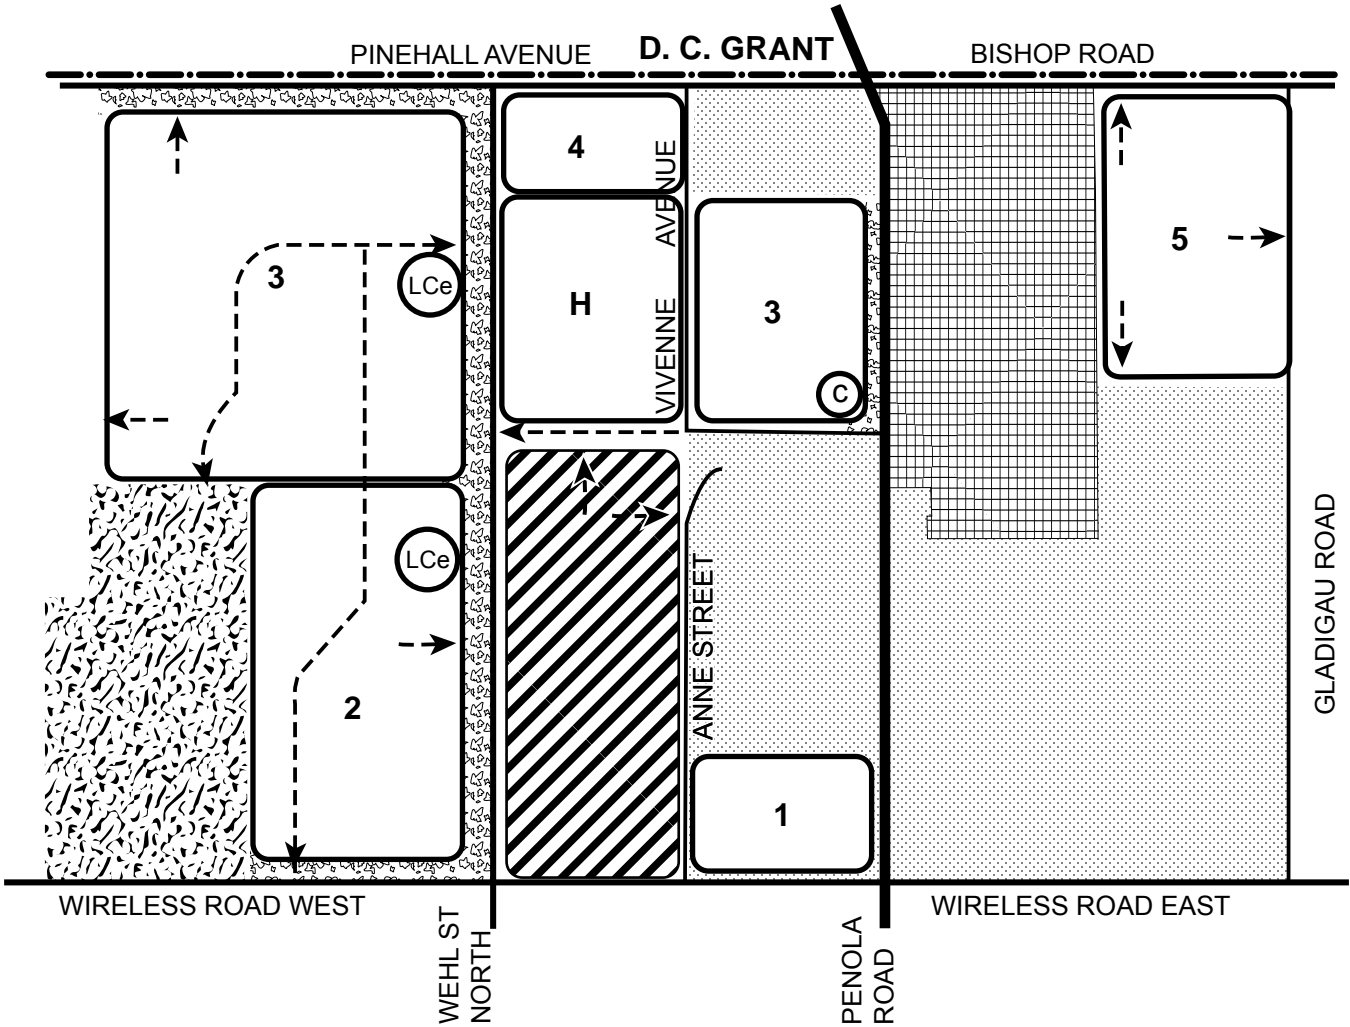 PINEHALL AVENUE
D. C. GRANT
BISHOP ROAD
4
VIVENNE AVENUE
3
LCe
H
3
C
5
LCe
2
ANNE STREET
1
GLADIGAU ROAD
WIRELESS ROAD WEST
WIRELESS ROAD EAST
WEHL ST
NORTH
PENOLA
ROAD